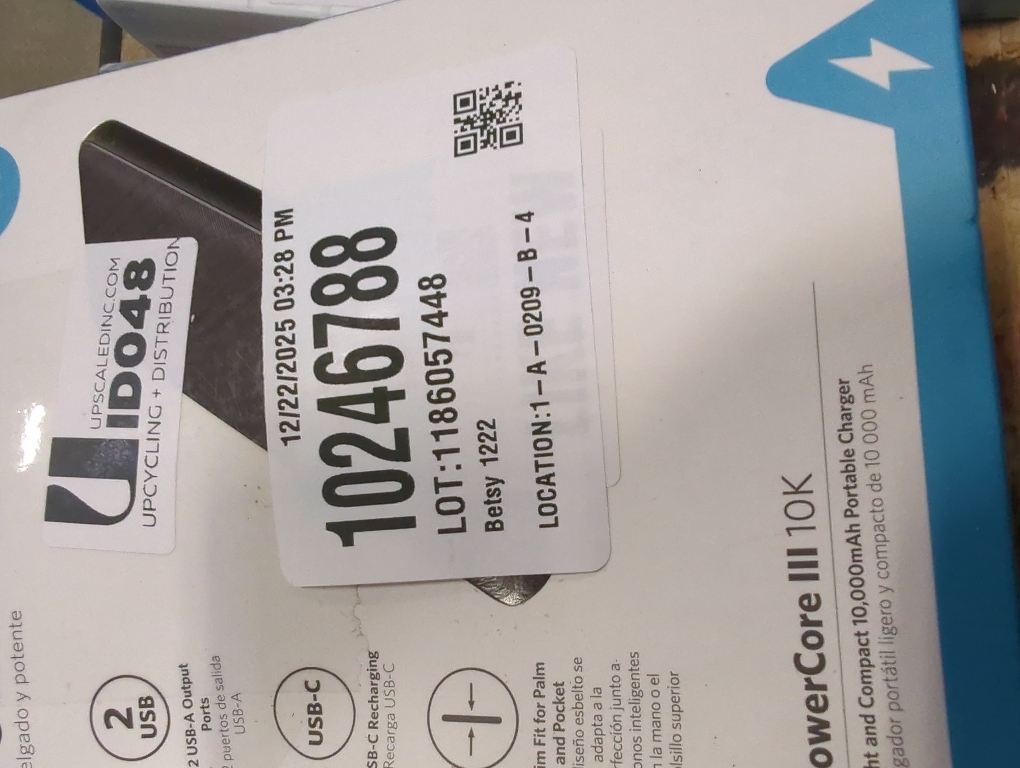 UPSCALEDINC.COM
ID048
UPCYCLING + DISTRIBUTION
12/22/2025 03:28 PM
10246788
LOT:1186057448
Betsy 1222
LOCATION:1-A-0209-B-4
elgado y potente
2
USB
2 USB-A Output
Ports
puertos de salida
USB-A
USB-C
SB-C Recharging
Recarga USB-C
im Fit for Palm
and Pocket
iseño esbelto se
adapta a la
rfección junto a
onos inteligentes
la mano o el
lsillo superior
owerCore III 10K
ht and Compact 10,000mAh Portable Charger
gador portátil ligero y compacto de 10 000 mAh